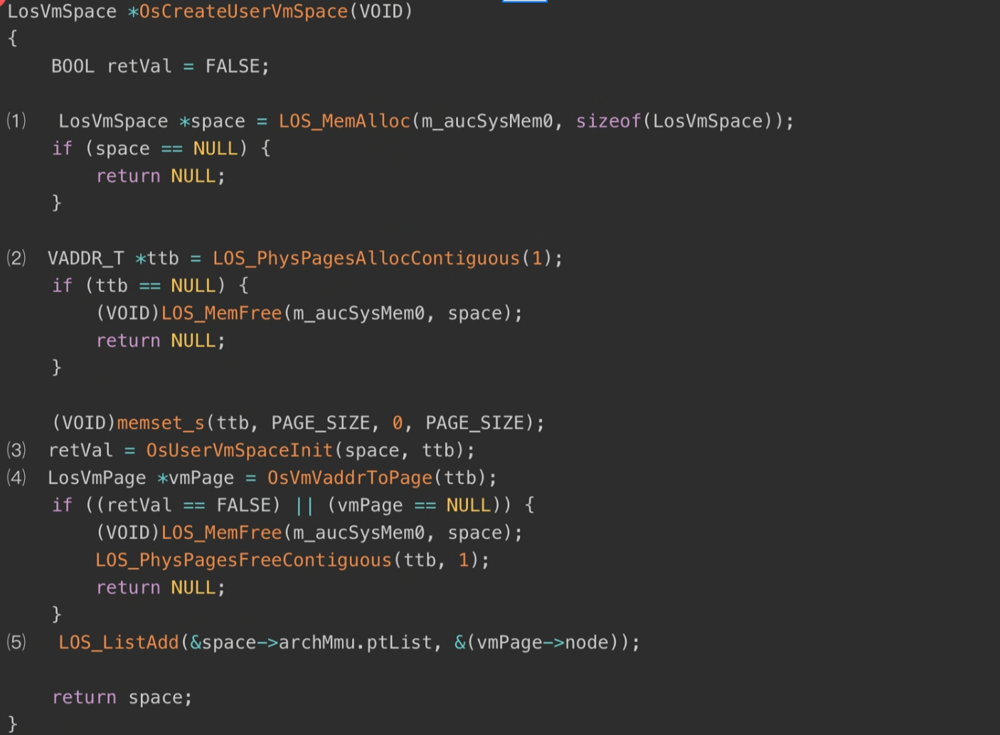 LosVmSpace *OsCreateUserVmSpace(VOID)
{
    BOOL retVal = FALSE;

(1)   LosVmSpace *space = LOS_MemAlloc(m_aucSysMem0, sizeof(LosVmSpace));
    if (space == NULL) {
        return NULL;
    }

(2)  VADDR_T *ttb = LOS_PhysPagesAllocContiguous(1);
    if (ttb == NULL) {
        (VOID)LOS_MemFree(m_aucSysMem0, space);
        return NULL;
    }

    (VOID)memset_s(ttb, PAGE_SIZE, 0, PAGE_SIZE);
(3)  retVal = OsUserVmSpaceInit(space, ttb);
(4)  LosVmPage *vmPage = OsVmVaddrToPage(ttb);
    if ((retVal == FALSE) || (vmPage == NULL)) {
        (VOID)LOS_MemFree(m_aucSysMem0, space);
        LOS_PhysPagesFreeContiguous(ttb, 1);
        return NULL;
    }
(5)   LOS_ListAdd(&space->archMmu.ptList, &(vmPage->node));

    return space;
}